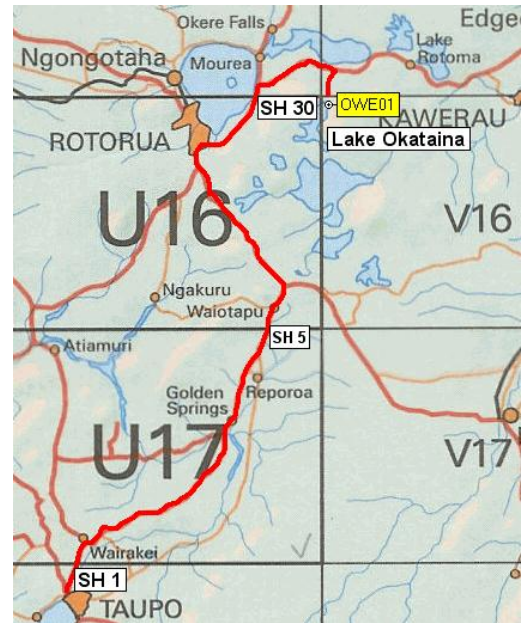 Okere Falls
Edge
Ngongotaha
Mourea
Lake
Rotoma
SH 30
OWE01
KAWERAU
ROTORUA
Lake Okataina
U16
V16
Ngakuru
Waiotapu
SH 5
Atiamuri
Golden
Springs
Reporoa
U17
V17
Wairakei
SH 1
TAUPO